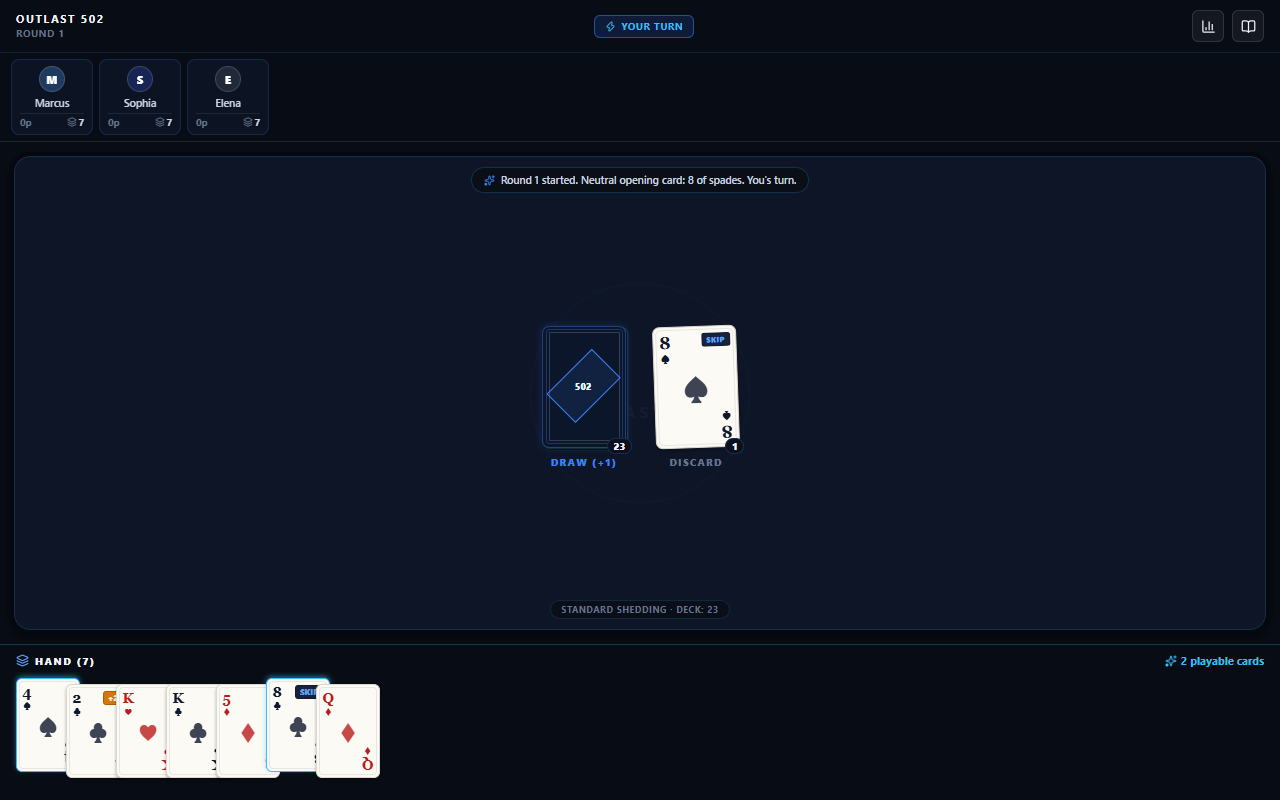 OUTLAST 502
ROUND 1
YOUR TURN
M
Marcus
0p
7
S
Sophia
0p
7
E
Elena
0p
7
Round 1 started. Neutral opening card: 8 of spades. You's turn.
502
23
DRAW (+1)
8
SKIP
8
1
DISCARD
STANDARD SHEDDING · DECK: 23
HAND (7)
2 playable cards
4
2
K
K
5
8
Q
Q